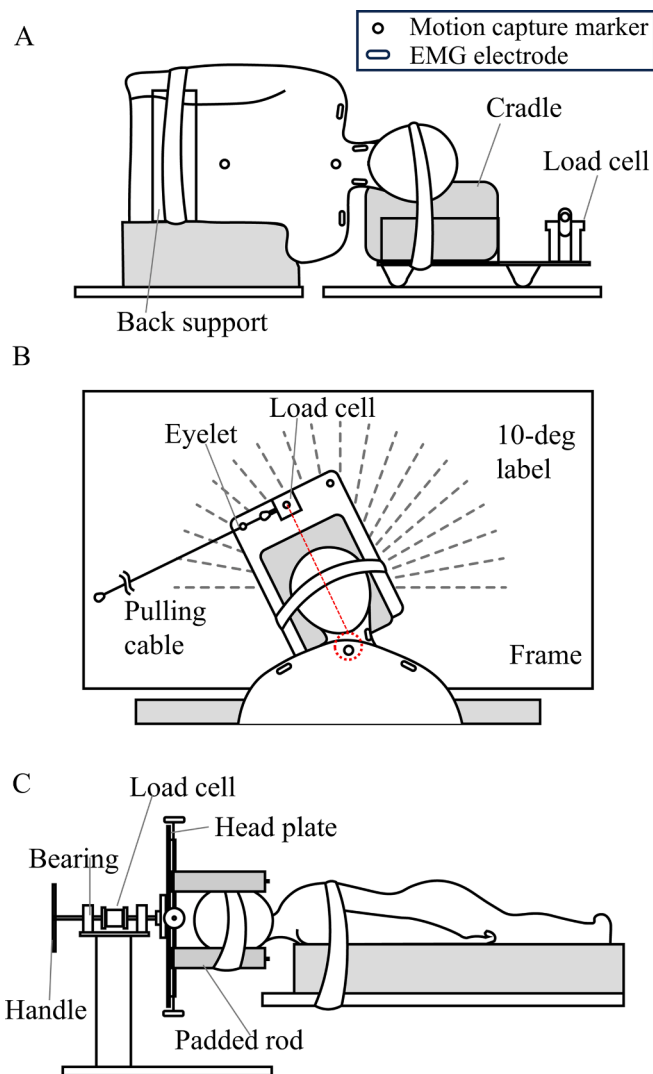 A
Motion capture marker
EMG electrode
Cradle
Load cell
Back support
B
Load cell
Eyelet
10-deg
label
Pulling
cable
Frame
C
Load cell
Head plate
Bearing
Handle
Padded rod